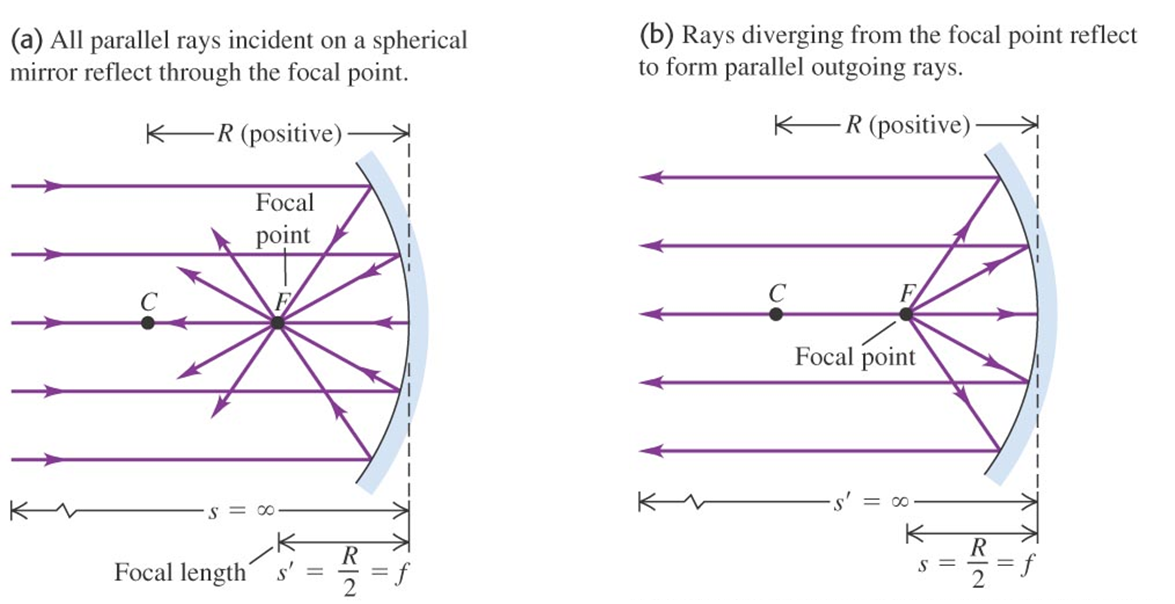 (a) All parallel rays incident on a spherical
mirror reflect through the focal point.
R (positive)
Focal
point
C
F
s = ∞
Focal length
s′ = R/2 = f
(b) Rays diverging from the focal point reflect
to form parallel outgoing rays.
R (positive)
C
F
Focal point
s′ = ∞
s = R/2 = f